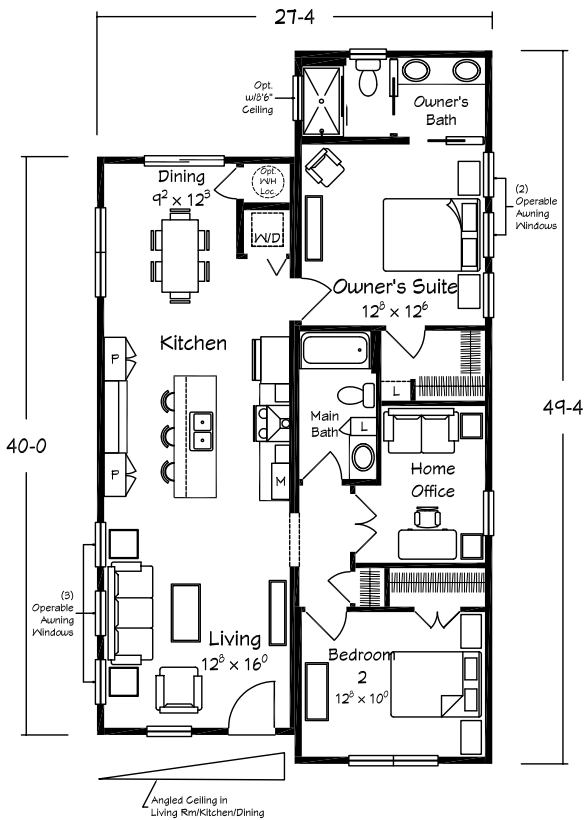 27-4
Opt.
W/8'6"
Ceiling
Owner's
Bath
Dining
9² x 12³
Opt.
W/H
Loc.
W/D
(2)
Operable
Awning
Windows
Owner's Suite
12⁸ x 12⁶
Kitchen
P
L
49-4
40-0
Main
Bath
L
Home
Office
P
M
(3)
Operable
Awning
Windows
Living
12⁸ x 16⁰
Bedroom
2
12⁸ x 10⁰
Angled Ceiling in
Living Rm/Kitchen/Dining